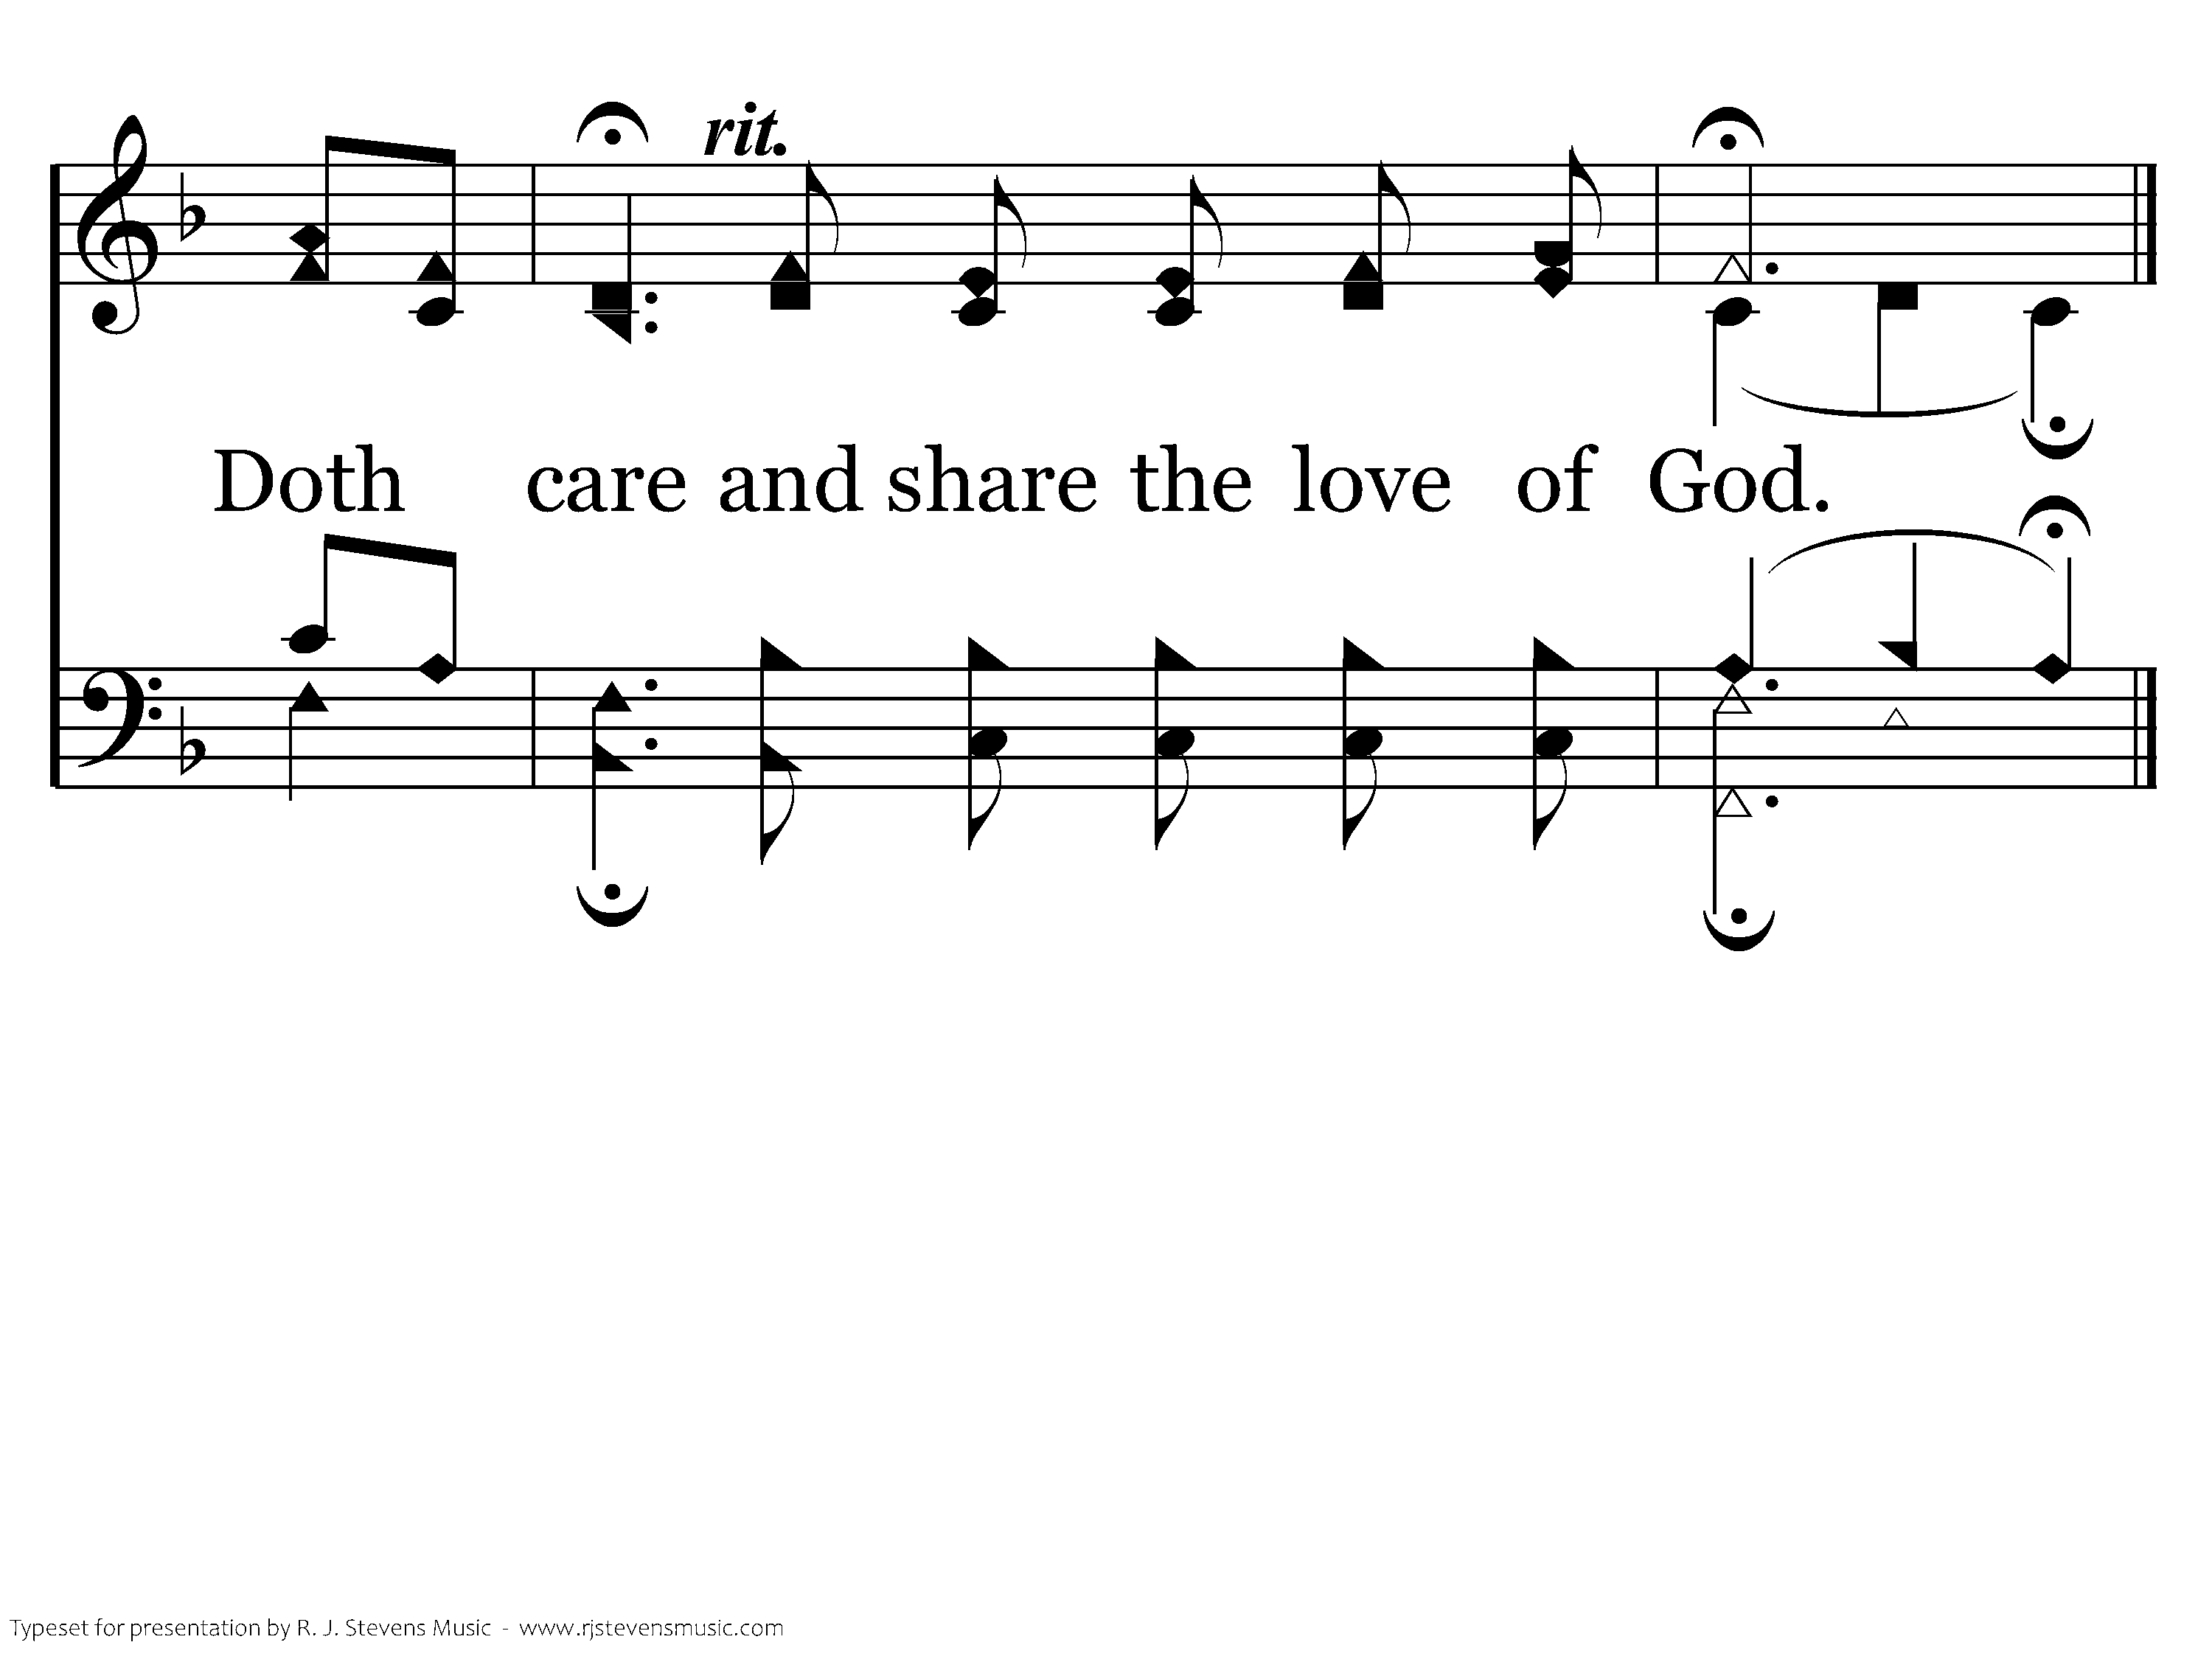 rit.
Doth care and share the love of God.
Typeset for presentation by R. J. Stevens Music - www.rjstevensmusic.com